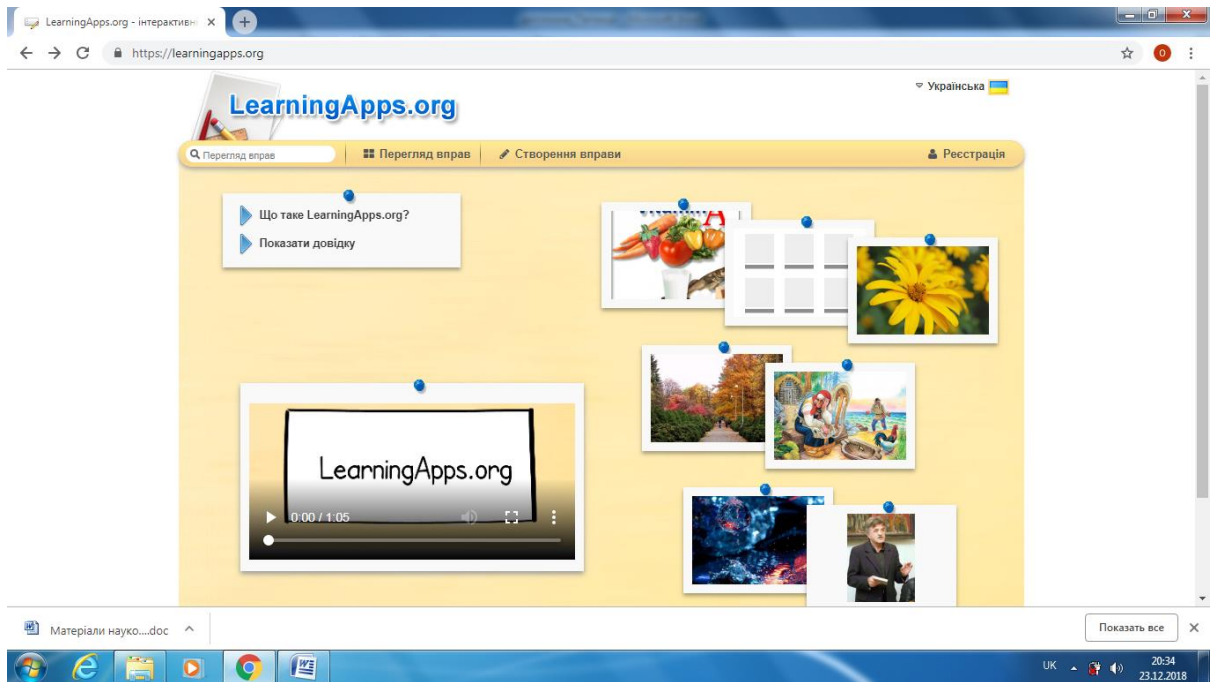 LearningApps.org - інтерактивн
https://learningapps.org
О
LearningApps.org
Українська
Перегляд вправ
Перегляд вправ
Створення вправи
Реєстрація
Що таке LearningApps.org?
Показати довідку
A
LearningApps.org
0:00 / 1:05
Матеріали науко....doc
Показать все
UK
20:34
23.12.2018